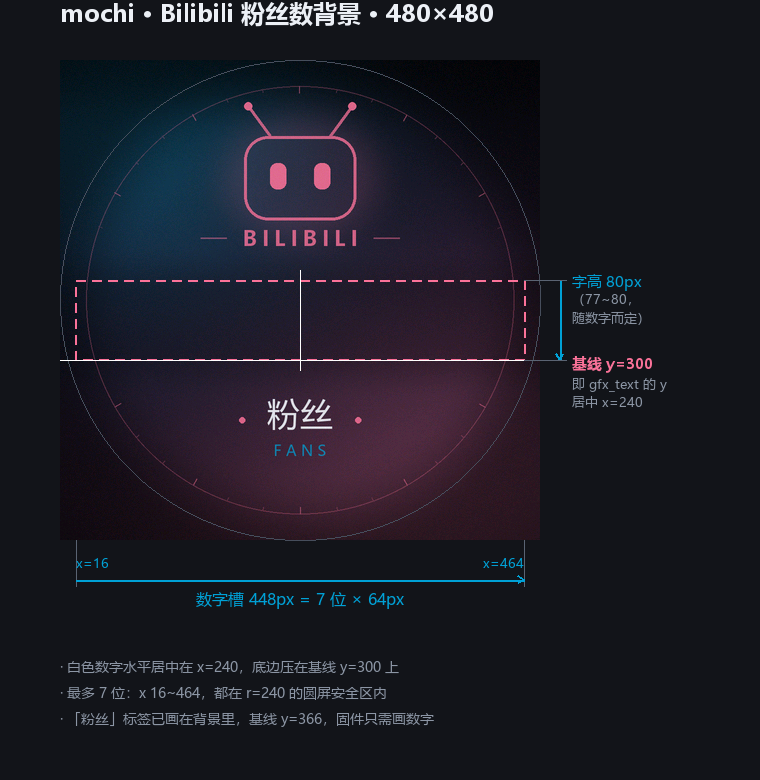 mochi • Bilibili 粉丝数背景 • 480×480
BILIBILI
字高 80px
（77~80，
随数字而定）
基线 y=300
即 gfx_text 的 y
居中 x=240
粉丝
FANS
x=16
x=464
数字槽 448px = 7 位 × 64px
· 白色数字水平居中在 x=240，底边压在基线 y=300 上
· 最多 7 位：x 16~464，都在 r=240 的圆屏安全区内
· 「粉丝」标签已画在背景里，基线 y=366，固件只需画数字